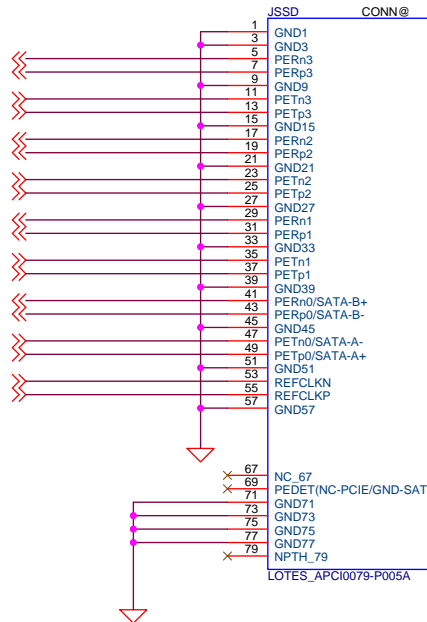 JSSD CONN@
1 GND1
3 GND3
5 PERn3
7 PERp3
9 GND9
11 PETn3
13 PETp3
15 GND15
17 PERn2
19 PERp2
21 GND21
23 PETn2
25 PETp2
27 GND27
29 PERn1
31 PERp1
33 GND33
35 PETn1
37 PETp1
39 GND39
41 PERn0/SATA-B+
43 PERp0/SATA-B-
45 GND45
47 PETn0/SATA-A-
49 PETp0/SATA-A+
51 GND51
53 REFCLKN
55 REFCLKP
57 GND57
67 NC_67
69 PEDET(NC-PCIE/GND-SAT
71 GND71
73 GND73
75 GND75
77 GND77
79 NPTH_79
LOTES_APCI0079-P005A